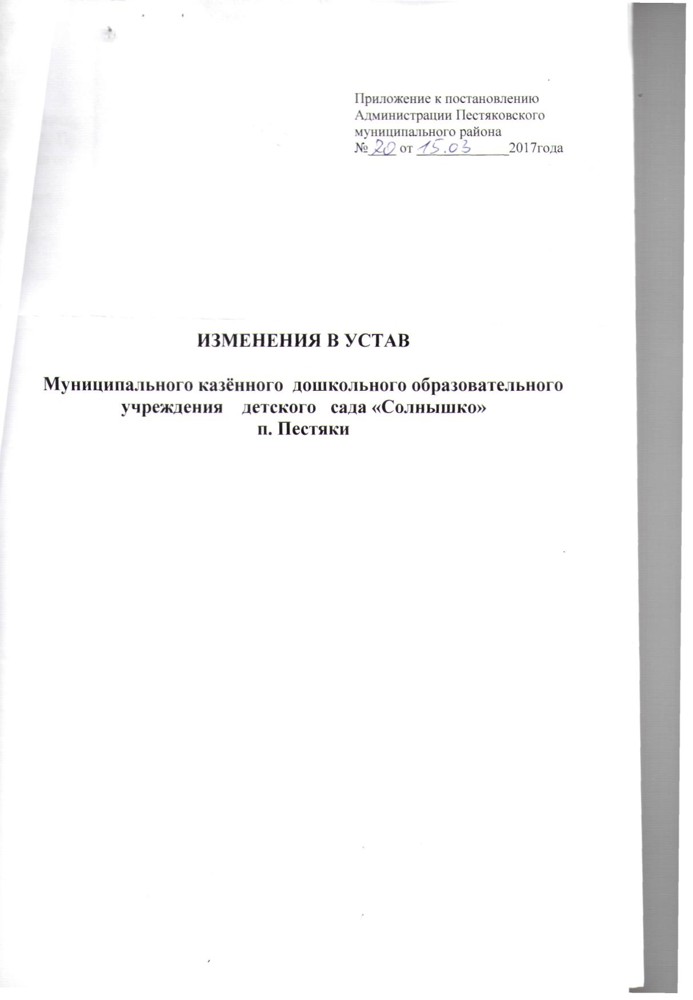 Приложение к постановлению
Администрации Пестяковского
муниципального района
№ 20 от 15.03 2017года
ИЗМЕНЕНИЯ В УСТАВ
Муниципального казённого дошкольного образовательного
учреждения детского сада «Солнышко»
п. Пестяки